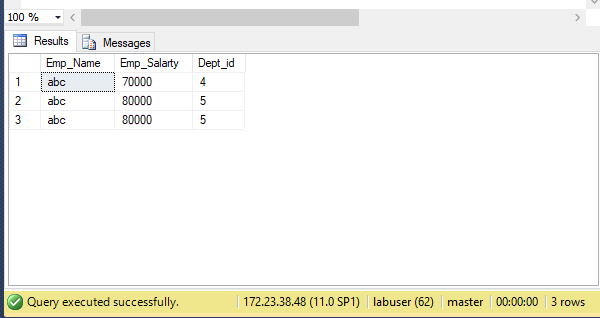 100 %
Results Messages
Emp_Name Emp_Salarty Dept_id
1 abc 70000 4
2 abc 80000 5
3 abc 80000 5
Query executed successfully. 172.23.38.48 (11.0 SP1) labuser (62) master 00:00:00 3 rows